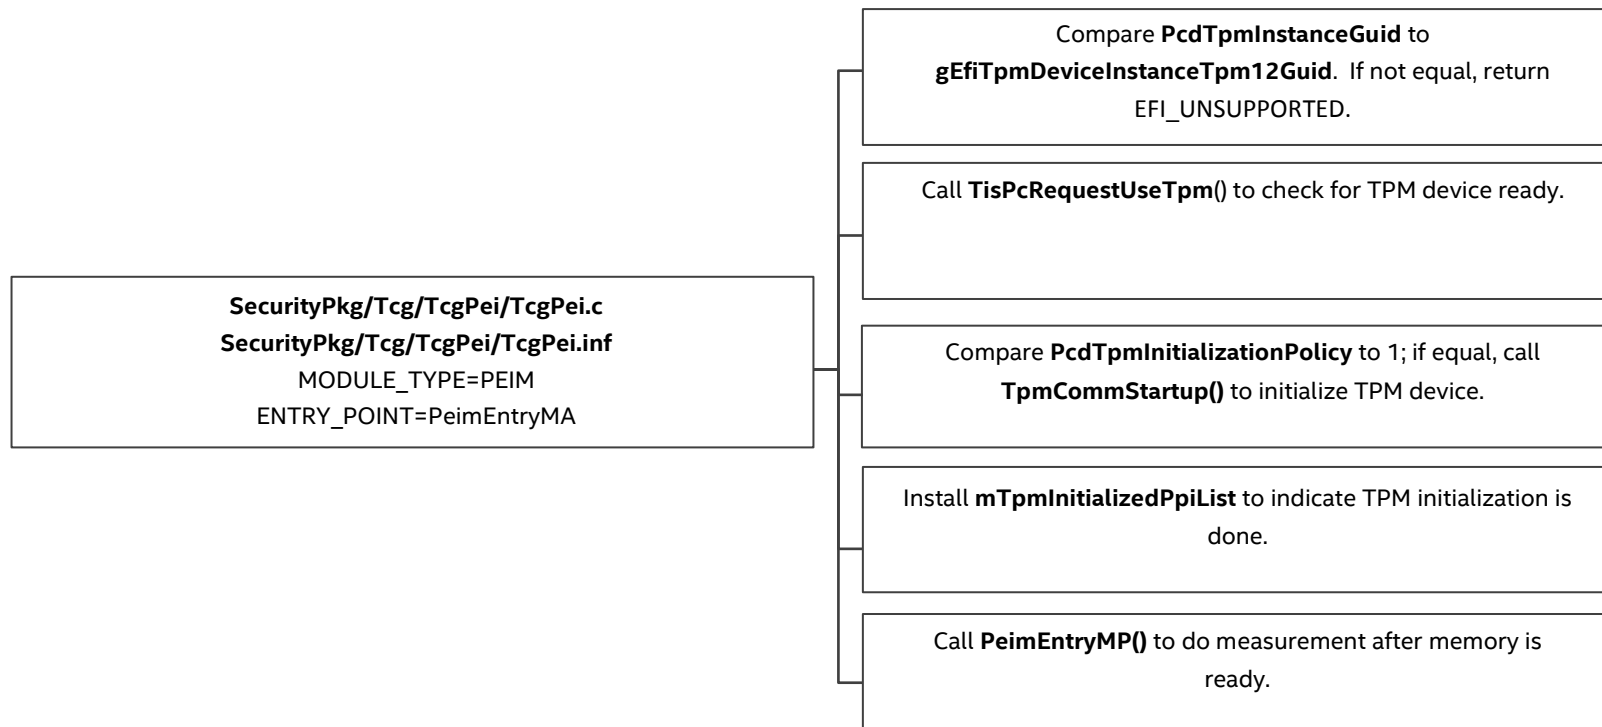 SecurityPkg/Tcg/TcgPei/TcgPei.c
SecurityPkg/Tcg/TcgPei/TcgPei.inf
MODULE_TYPE=PEIM
ENTRY_POINT=PeimEntryMA
Compare PcdTpmInstanceGuid to
gEfiTpmDeviceInstanceTpm12Guid. If not equal, return
EFI_UNSUPPORTED.
Call TisPcRequestUseTpm() to check for TPM device ready.
Compare PcdTpmInitializationPolicy to 1; if equal, call
TpmCommStartup() to initialize TPM device.
Install mTpmInitializedPpiList to indicate TPM initialization is
done.
Call PeimEntryMP() to do measurement after memory is
ready.